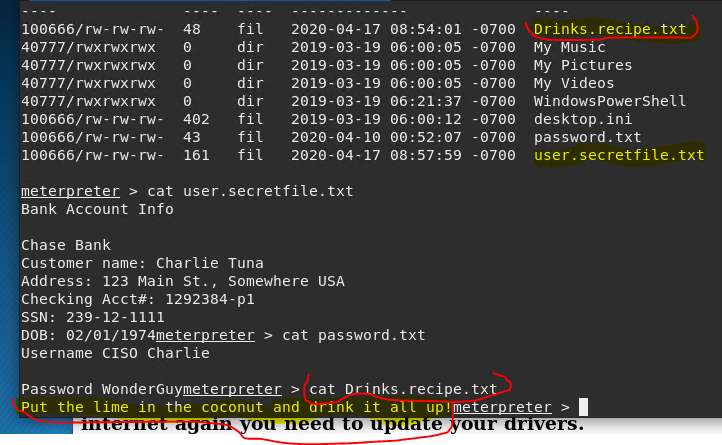 ----              ----  ----  -------------              ----
100666/rw-rw-rw-  48    fil   2020-04-17 08:54:01 -0700  Drinks.recipe.txt
40777/rwxrwxrwx   0     dir   2019-03-19 06:00:05 -0700  My Music
40777/rwxrwxrwx   0     dir   2019-03-19 06:00:05 -0700  My Pictures
40777/rwxrwxrwx   0     dir   2019-03-19 06:00:05 -0700  My Videos
40777/rwxrwxrwx   0     dir   2019-03-19 06:21:37 -0700  WindowsPowerShell
100666/rw-rw-rw-  402   fil   2019-03-19 06:00:12 -0700  desktop.ini
100666/rw-rw-rw-  43    fil   2020-04-10 00:52:07 -0700  password.txt
100666/rw-rw-rw-  161   fil   2020-04-17 08:57:59 -0700  user.secretfile.txt
meterpreter > cat user.secretfile.txt
Bank Account Info
Chase Bank
Customer name: Charlie Tuna
Address: 123 Main St., Somewhere USA
Checking Acct#: 1292384-p1
SSN: 239-12-1111
DOB: 02/01/1974meterpreter > cat password.txt
Username CISO Charlie
Password WonderGuymeterpreter > cat Drinks.recipe.txt
Put the lime in the coconut and drink it all up!meterpreter >
internet again you need to update your drivers.